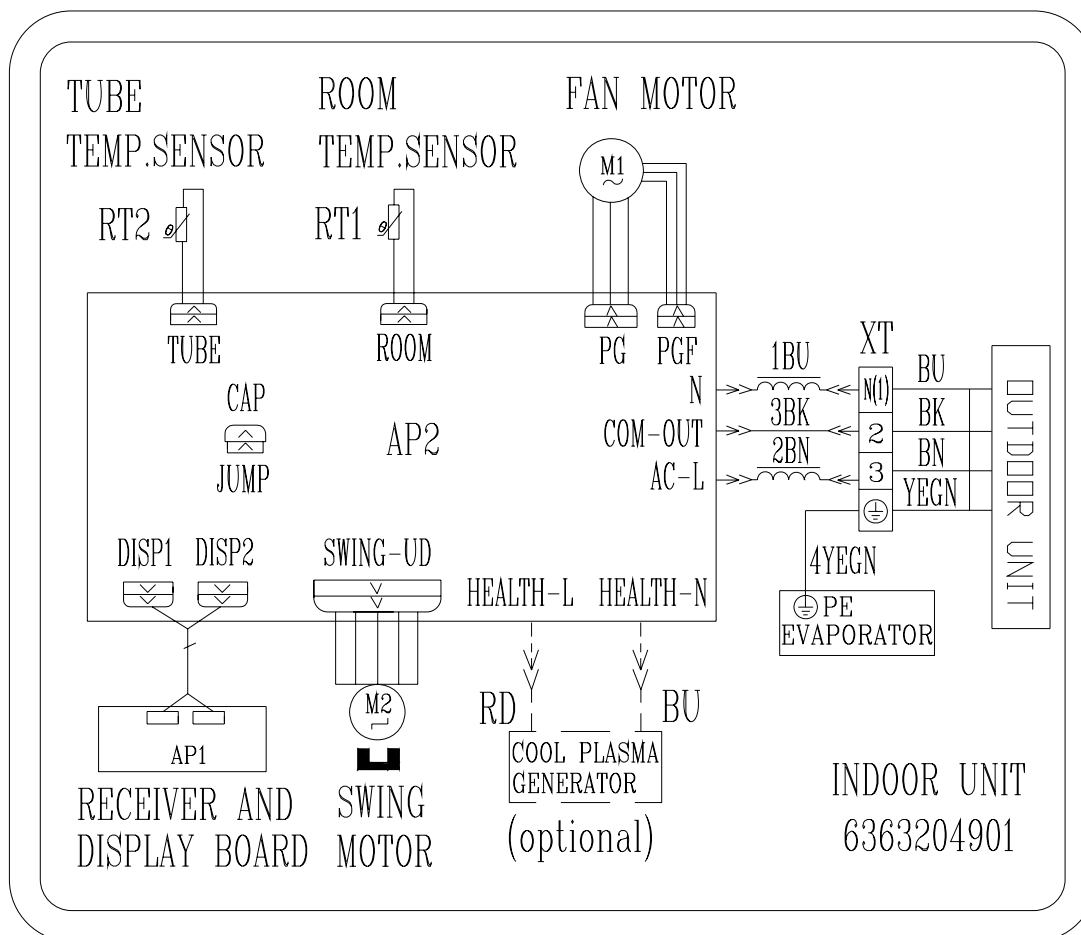 TUBE
TEMP.SENSOR
ROOM
TEMP.SENSOR
FAN MOTOR
M1
RT2
θ
RT1
θ
TUBE
ROOM
PG
PGF
XT
CAP
JUMP
AP2
N
COM-OUT
AC-L
1BU
3BK
2BN
N(1)
2
3
BU
BK
BN
YEGN
OUTDOOR UNIT
4YEGN
PE
EVAPORATOR
DISP1
DISP2
SWING-UD
HEALTH-L
HEALTH-N
M2
RD
BU
AP1
COOL PLASMA
GENERATOR
(optional)
RECEIVER AND
DISPLAY BOARD
SWING
MOTOR
INDOOR UNIT
6363204901